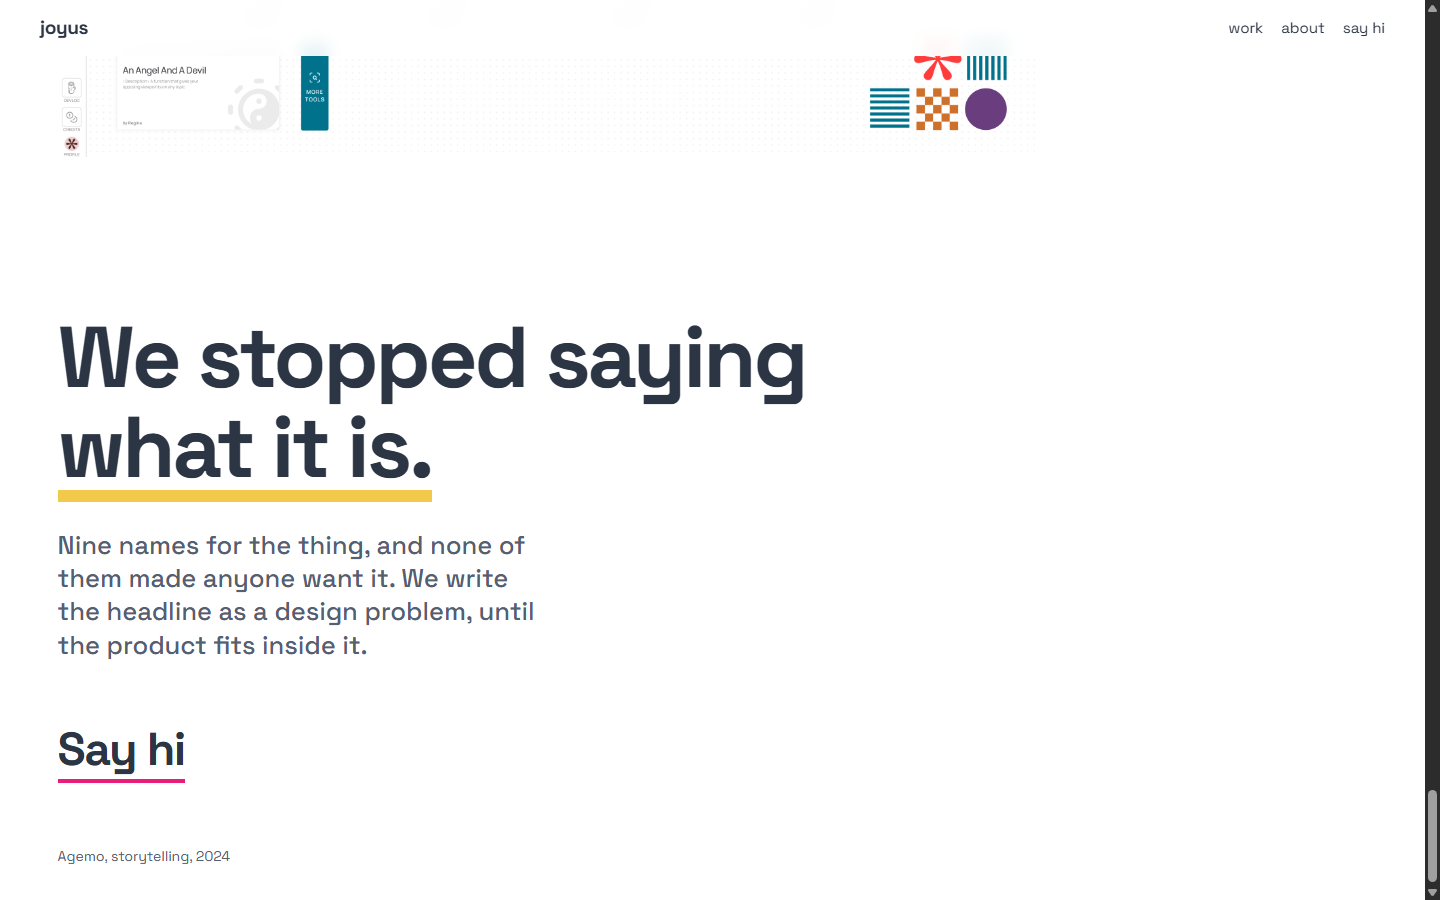 joyus
work about say hi
An Angel And A Devil
MORE
TOOLS
CREDITS
PROFILE
We stopped saying
what it is.
Nine names for the thing, and none of
them made anyone want it. We write
the headline as a design problem, until
the product fits inside it.
Say hi
Agemo, storytelling, 2024